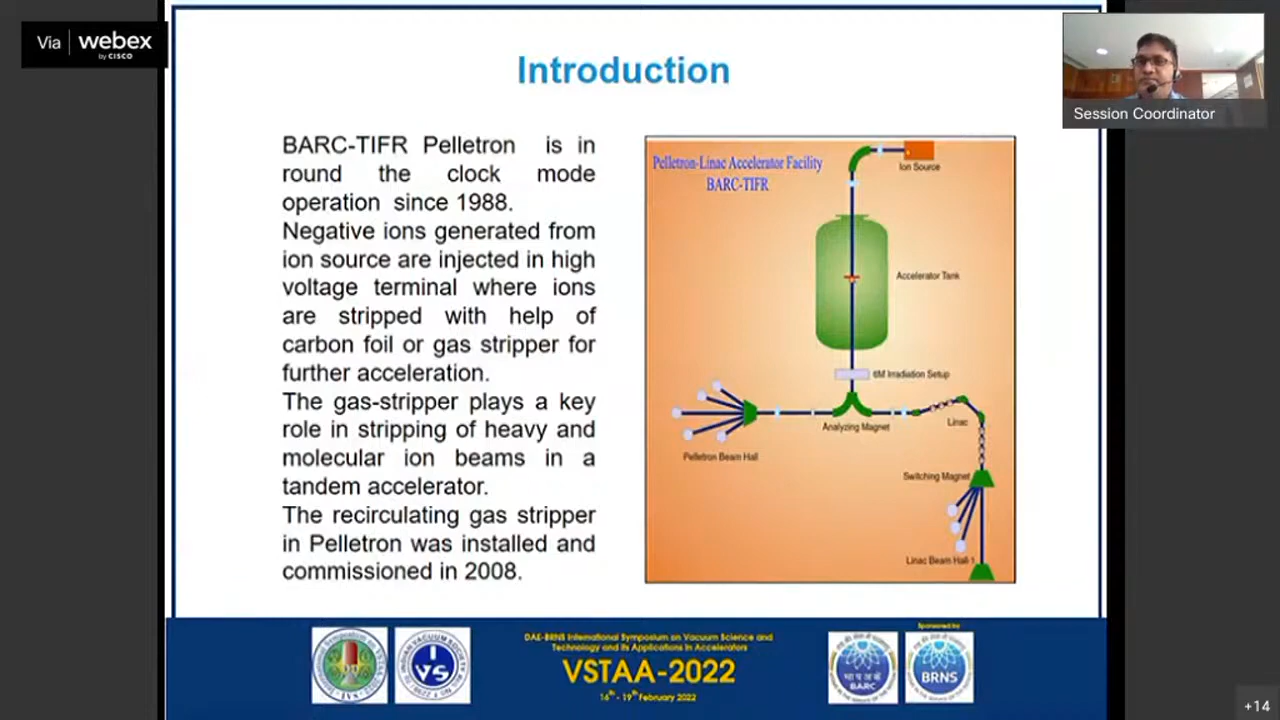 Via webex
by CISCO
Introduction
Session Coordinator
BARC-TIFR Pelletron is in
round the clock mode
operation since 1988.
Negative ions generated from
ion source are injected in high
voltage terminal where ions
are stripped with help of
carbon foil or gas stripper for
further acceleration.
The gas-stripper plays a key
role in stripping of heavy and
molecular ion beams in a
tandem accelerator.
The recirculating gas stripper
in Pelletron was installed and
commissioned in 2008.
Pelletron-Linac Accelerator Facility
BARC-TIFR
Ion Source
Accelerator Tank
6M Irradiation Setup
Analyzing Magnet
Linac
Pelletron Beam Hall
Switching Magnet
Linac Beam Hall-1
DAE-BRNS International Symposium on Vacuum Science and
Technology and its Applications in Accelerators
VSTAA-2022
16th - 19th February 2022
IVS
Sponsored by
BARC
BRNS
+14